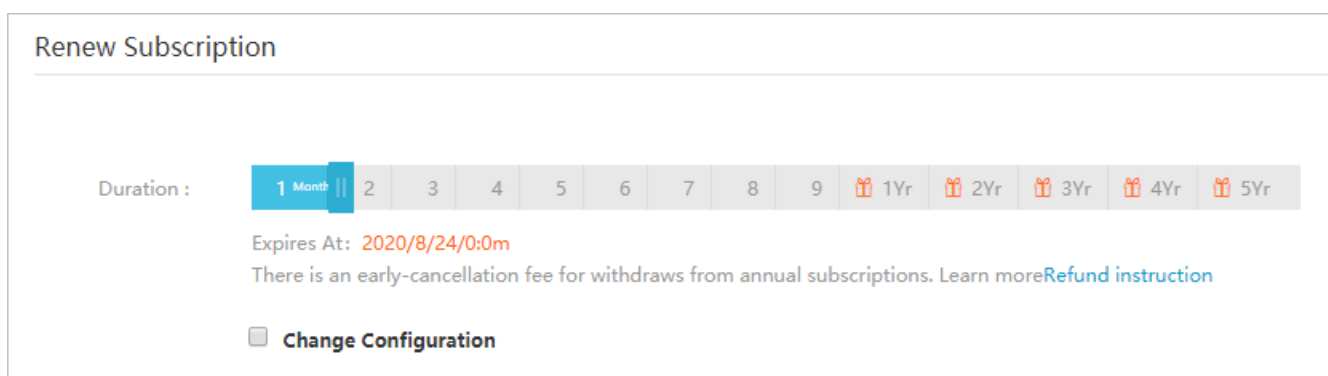 Renew Subscription
Duration : 1 Month 2 3 4 5 6 7 8 9 1Yr 2Yr 3Yr 4Yr 5Yr
Expires At: 2020/8/24/0:0m
There is an early-cancellation fee for withdraws from annual subscriptions. Learn moreRefund instruction
Change Configuration